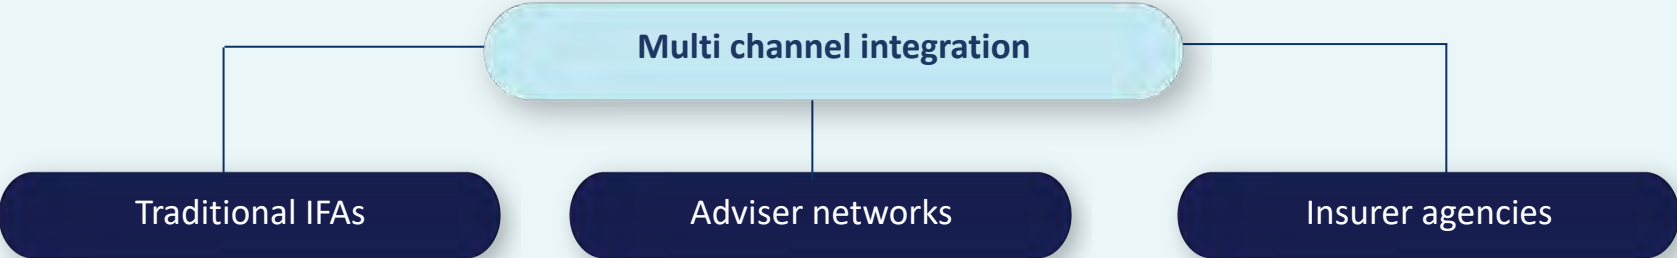 Multi channel integration
Traditional IFAs
Adviser networks
Insurer agencies